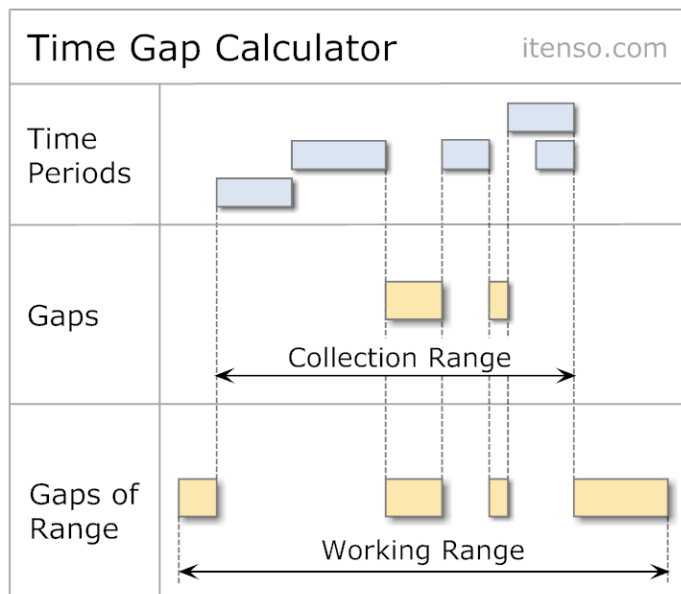 Time Gap Calculator
itenso.com
Time
Periods
Gaps
Collection Range
Gaps of
Range
Working Range